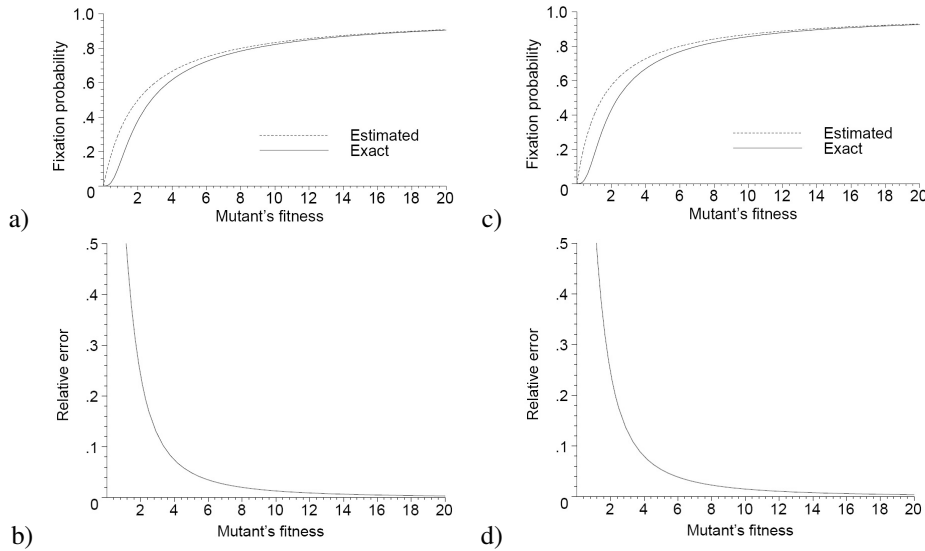 1.0
.8
.6
.4
.2
0
Fixation probability
Estimated
Exact
2 4 6 8 10 12 14 16 18 20
Mutant's fitness
a)
1.0
.8
.6
.4
.2
0
Fixation probability
Estimated
Exact
2 4 6 8 10 12 14 16 18 20
Mutant's fitness
c)
.5
.4
.3
.2
.1
0
Relative error
2 4 6 8 10 12 14 16 18 20
Mutant's fitness
b)
.5
.4
.3
.2
.1
0
Relative error
2 4 6 8 10 12 14 16 18 20
Mutant's fitness
d)